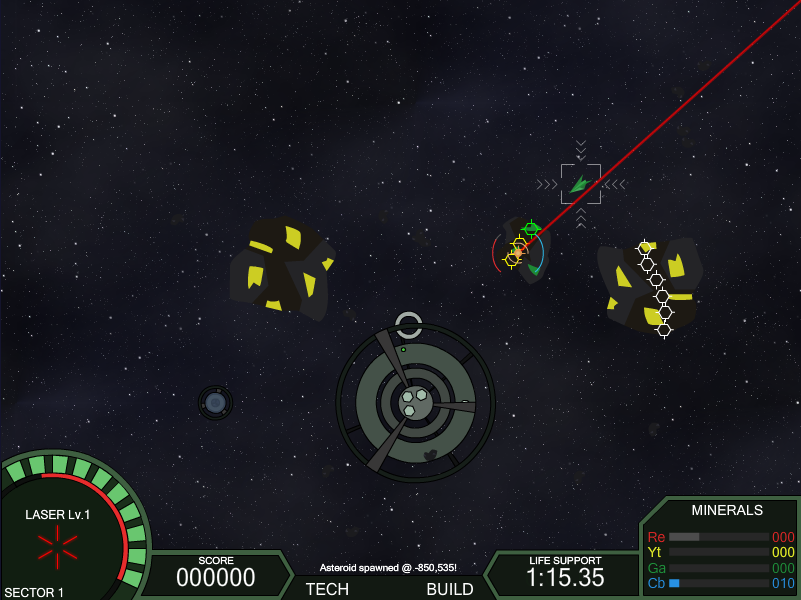 LASER Lv.1
SECTOR 1
SCORE
000000
Asteroid spawned @ -850,535!
TECH
BUILD
LIFE SUPPORT
1:15.35
MINERALS
Re 000
Yt 000
Ga 000
Cb 010